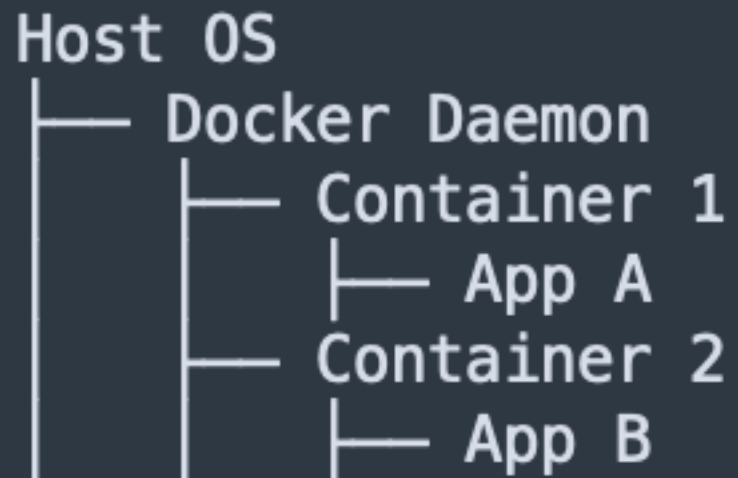 Host OS
├── Docker Daemon
│   ├── Container 1
│   │   ├── App A
│   ├── Container 2
│   │   ├── App B